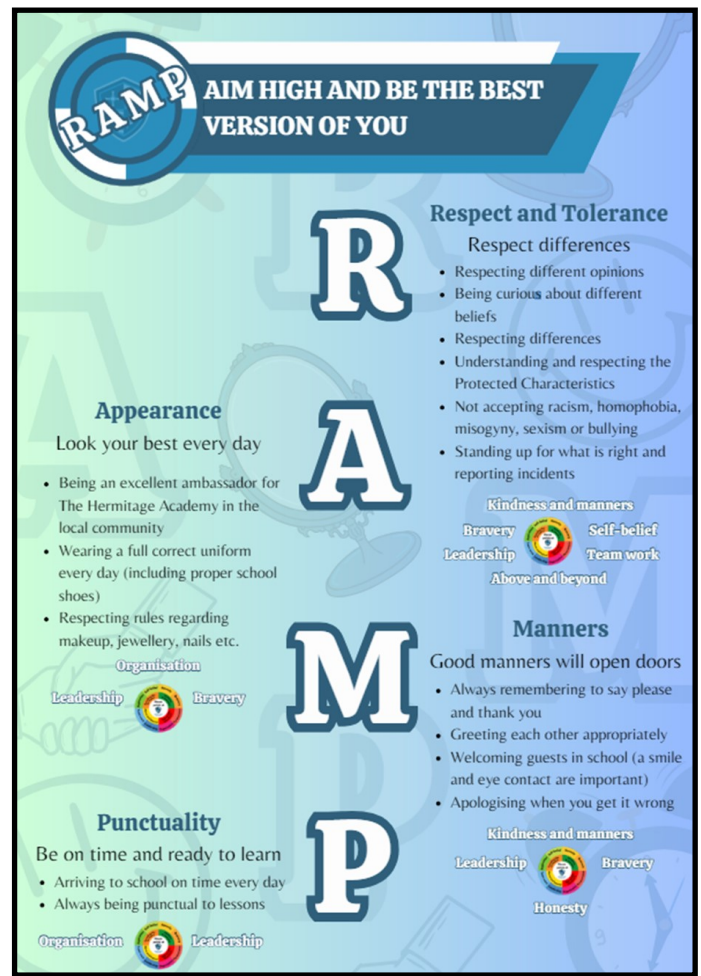 RAMP
AIM HIGH AND BE THE BEST
VERSION OF YOU
R
Respect and Tolerance
Respect differences
• Respecting different opinions
• Being curious about different
beliefs
• Respecting differences
• Understanding and respecting the
Protected Characteristics
• Not accepting racism, homophobia,
misogyny, sexism or bullying
• Standing up for what is right and
reporting incidents
Kindness and manners
Bravery Self-belief
Leadership Team work
Above and beyond
A
Appearance
Look your best every day
• Being an excellent ambassador for
The Hermitage Academy in the
local community
• Wearing a full correct uniform
every day (including proper school
shoes)
• Respecting rules regarding
makeup, jewellery, nails etc.
Organisation
Leadership Bravery
M
Manners
Good manners will open doors
• Always remembering to say please
and thank you
• Greeting each other appropriately
• Welcoming guests in school (a smile
and eye contact are important)
• Apologising when you get it wrong
Kindness and manners
Leadership Bravery
Honesty
P
Punctuality
Be on time and ready to learn
• Arriving to school on time every day
• Always being punctual to lessons
Organisation Leadership